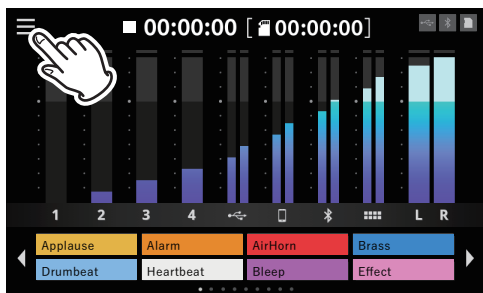 00:00:00 [00:00:00]
1 2 3 4 L R
Applause Alarm AirHorn Brass
Drumbeat Heartbeat Bleep Effect